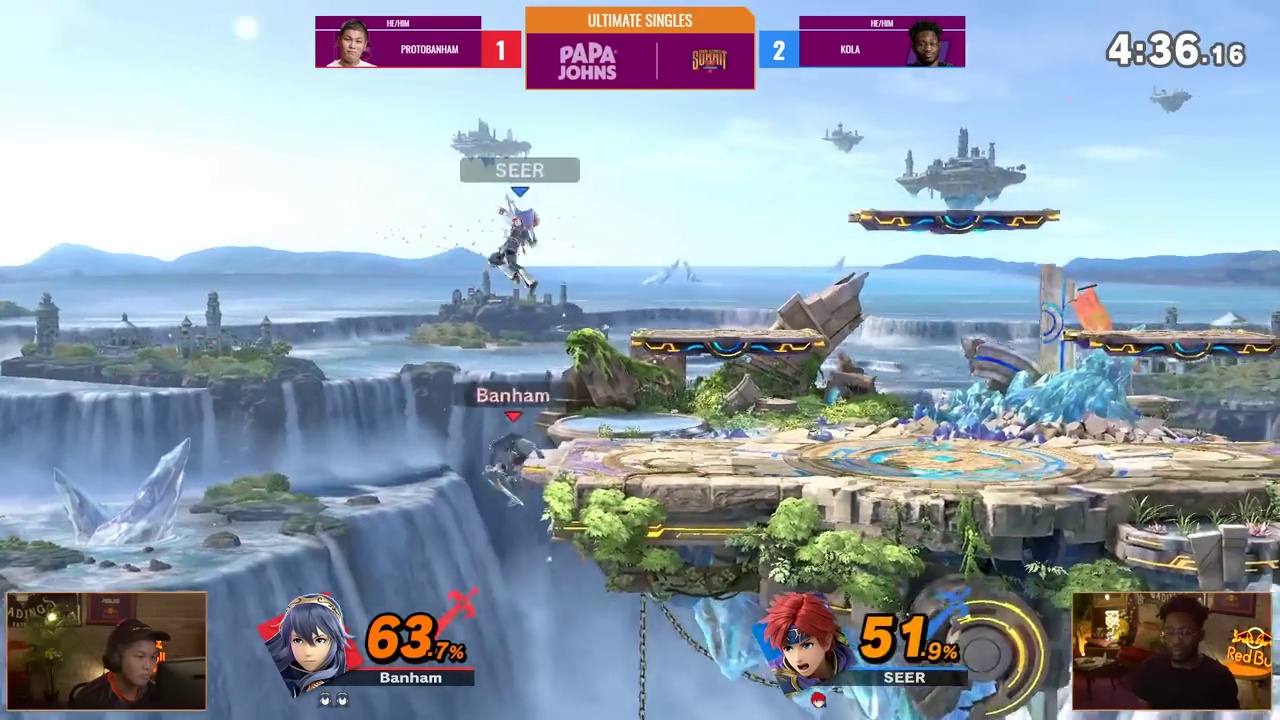 HE/HIM
PROTOBANHAM
1
ULTIMATE SINGLES
PAPA JOHNS
SUMMIT
2
HE/HIM
KOLA
4:36.16
SEER
Banham
63.7%
Banham
51.9%
SEER
Red Bu